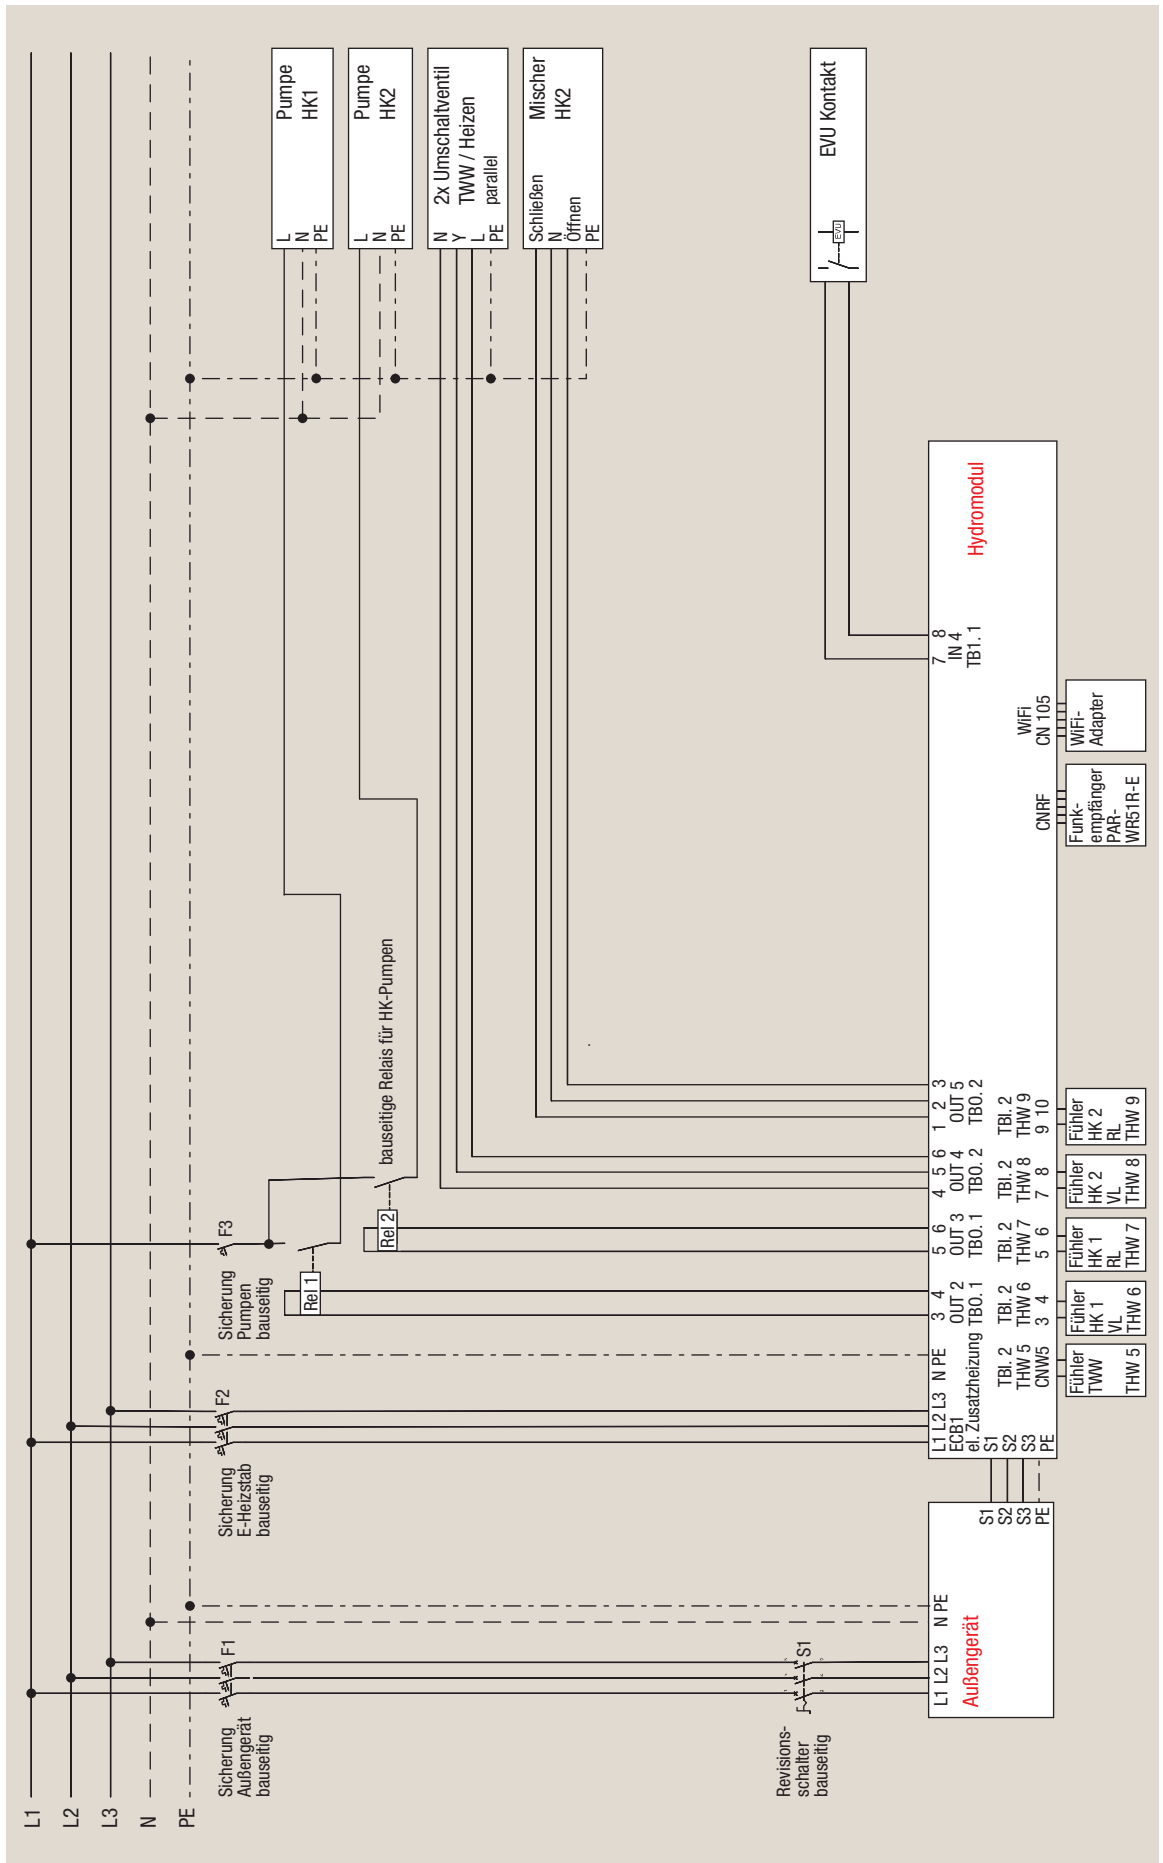 L1
L2
L3
N
PE
Sicherung
Außengerät
bauseitig
F1
Sicherung
E-Heizstab
bauseitig
F2
Sicherung
Pumpen
bauseitig
F3
Rel 1
Rel 2
bauseitige Relais für HK-Pumpen
Pumpe
HK1
L
N
PE
Pumpe
HK2
L
N
PE
2x Umschaltventil
TWW / Heizen
parallel
N
Y
L
PE
Mischer
HK2
Schließen
N
Öffnen
PE
EVU Kontakt
EVU
Revisions-
schalter
bauseitig
S1
L1 L2 L3 N PE
Außengerät
S1
S2
S3
PE
L1 L2 L3 N PE
ECB1
el. Zusatzheizung
S1
S2
S3
PE
3 4
OUT 2
TBO. 1
5 6
OUT 3
TBO. 1
4 5 6
OUT 4
TBO. 2
1 2 3
OUT 5
TBO. 2
7 8
IN 4
TB1. 1
Hydromodul
TBI. 2
THW 5
CNW5
TBI. 2
THW 6
3 4
TBI. 2
THW 7
5 6
TBI. 2
THW 8
7 8
TBI. 2
THW 9
9 10
CNRF
WiFi
CN 105
Fühler
TWW
THW 5
Fühler
HK 1
VL
THW 6
Fühler
HK 1
RL
THW 7
Fühler
HK 2
VL
THW 8
Fühler
HK 2
RL
THW 9
Funk-
empfänger
PAR-
WR51R-E
WiFi-
Adapter